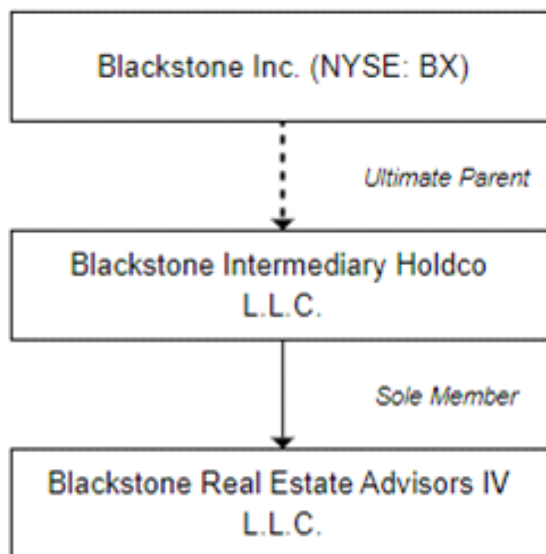 Blackstone Inc. (NYSE: BX)
Ultimate Parent
Blackstone Intermediary Holdco
L.L.C.
Sole Member
Blackstone Real Estate Advisors IV
L.L.C.